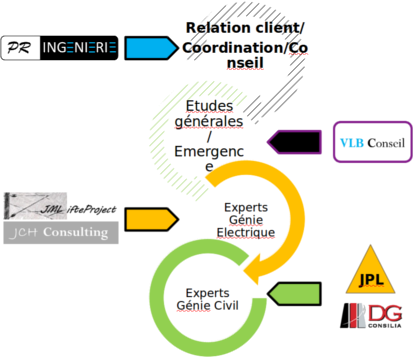 PR INGENIERIE
Relation client/
Coordination/Co
nseil
Etudes
générales
/
Emergenc
e
VLB Conseil
JML ifteProject
JCH Consulting
Experts
Génie
Electrique
Experts
Génie Civil
JPL
DG
CONSILIA